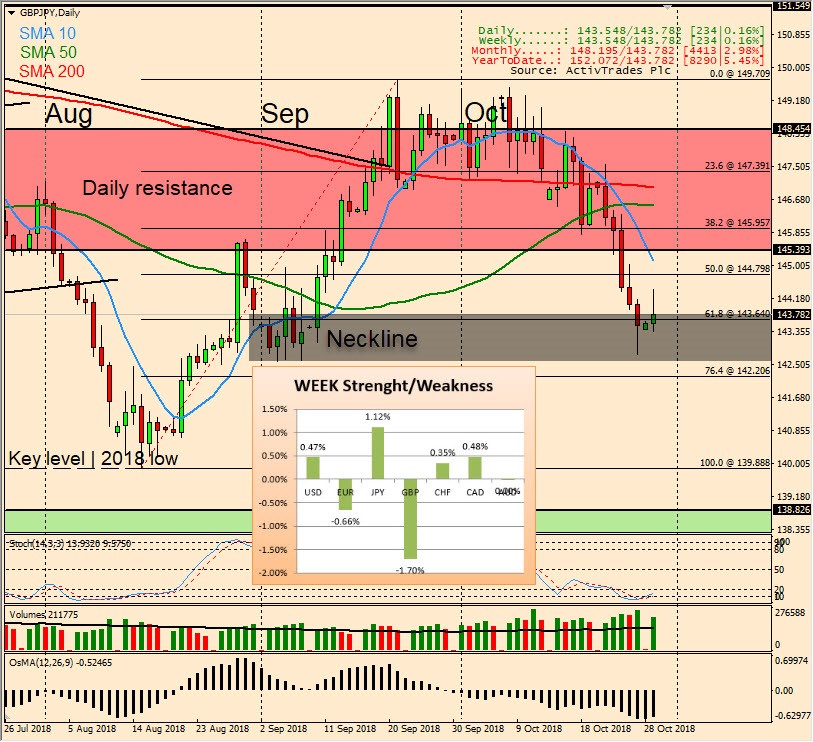 GBPJPY,Daily
151.549
SMA 10
SMA 50
SMA 200
Daily.......: 143.548/143.782 [234|0.16%]
Weekly......: 143.548/143.782 [234|0.16%]
Monthly.....: 148.195/143.782 [4413|2.98%]
YearToDate..: 152.072/143.782 [8290|5.45%]
Source: ActivTrades Plc
150.855
150.005
0.0 @ 149.709
149.180
Aug
Sep
Oct
148.454
23.6 @ 147.391
147.505
Daily resistance
146.680
38.2 @ 145.957
145.855
145.393
50.0 @ 144.798
145.005
144.180
61.8 @ 143.640
143.782
Neckline
143.355
142.505
76.4 @ 142.206
WEEK Strenght/Weakness
1.50%
1.00%
0.50%
0.00%
-0.50%
-1.00%
-1.50%
-2.00%
0.47%
-0.66%
1.12%
-1.70%
0.35%
0.48%
USD
EUR
JPY
GBP
CHF
CAD
141.680
140.855
Key level | 2018 low
140.005
100.0 @ 139.888
139.180
138.826
138.355
Stoch(14,3,3) 13.9320 9.5750
80
50
20
10
Volumes 211775
276588
0
OsMA(12,26,9) -0.52465
0.69974
0.00
-0.62977
26 Jul 2018
5 Aug 2018
14 Aug 2018
23 Aug 2018
2 Sep 2018
11 Sep 2018
20 Sep 2018
30 Sep 2018
9 Oct 2018
18 Oct 2018
28 Oct 2018